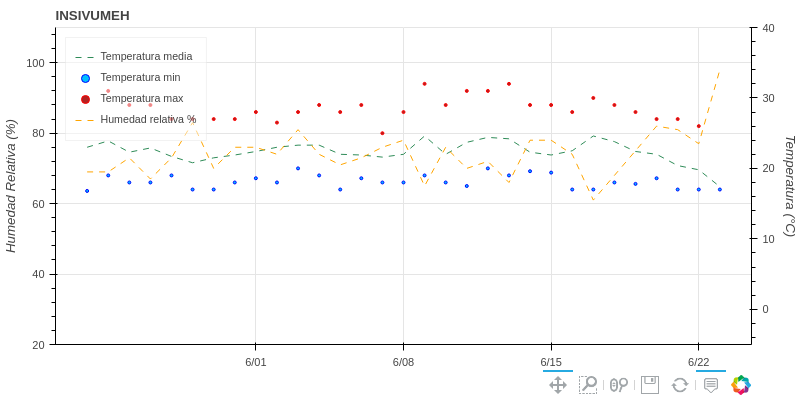 INSIVUMEH
Temperatura media
Temperatura min
Temperatura max
Humedad relativa %
Humedad Relativa (%)
100
80
60
40
20
Temperatura (°C)
40
30
20
10
0
6/01
6/08
6/15
6/22